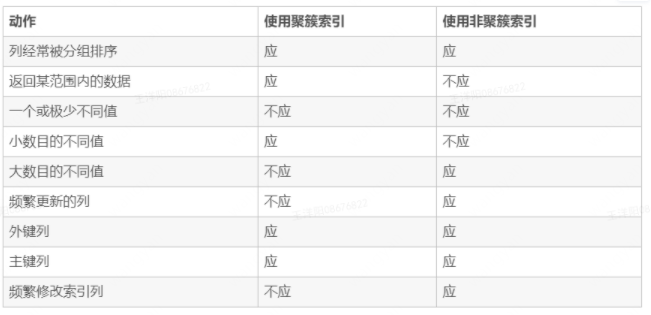 动作 使用聚簇索引 使用非聚簇索引
列经常被分组排序 应 应
返回某范围内的数据 应 不应
一个或极少不同值 不应 不应
小数目的不同值 应 不应
大数目的不同值 不应 应
频繁更新的列 不应 应
外键列 应 应
主键列 应 应
频繁修改索引列 不应 应